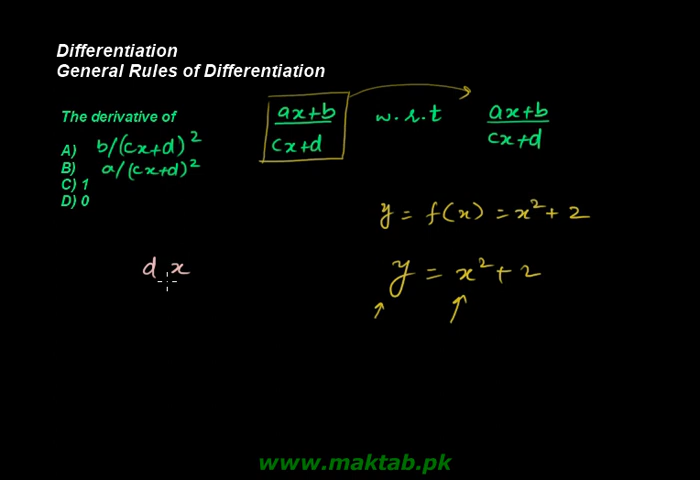 Differentiation
General Rules of Differentiation
The derivative of ax+b/cx+d w.r.t ax+b/cx+d
A) b/(cx+d)²
B) a/(cx+d)²
C) 1
D) 0
y = f(x) = x²+2
d x
y = x²+2
www.maktab.pk